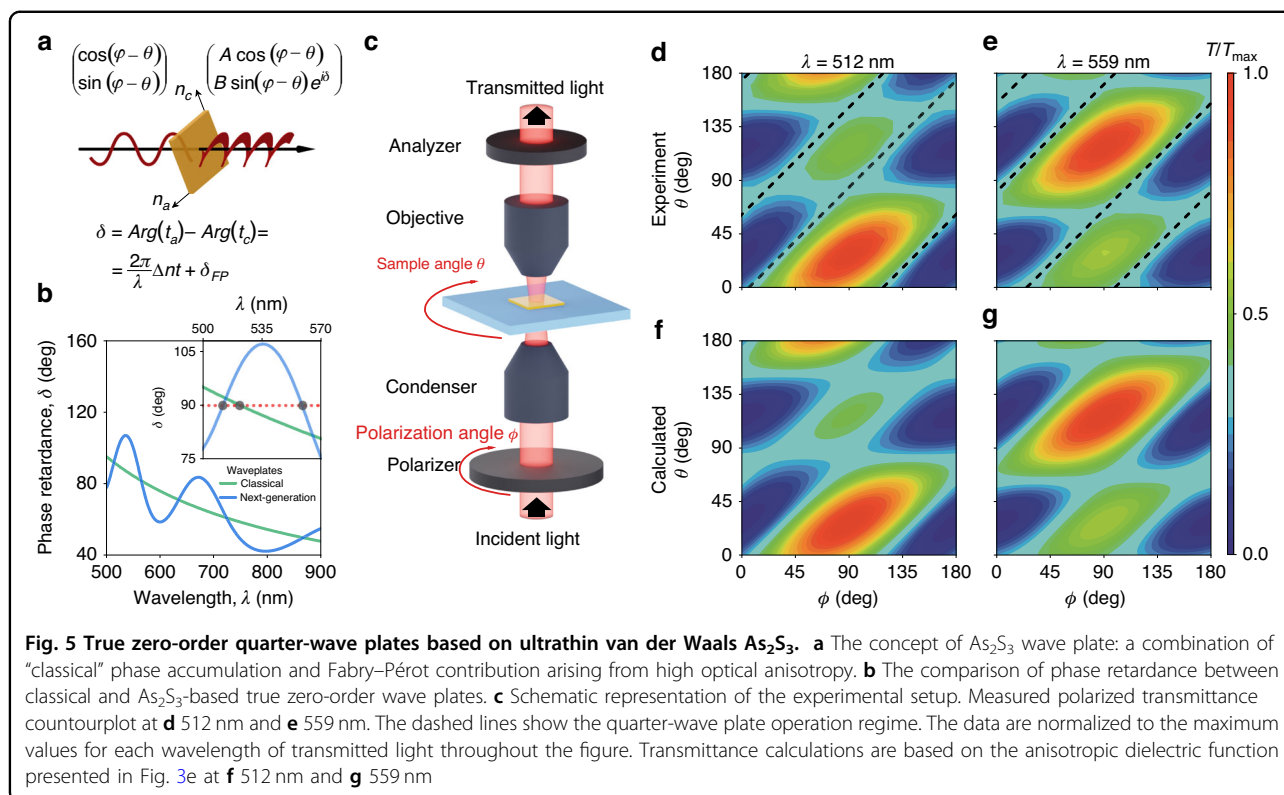 a
(cos(φ – θ)
sin (φ – θ))
(A cos (φ – θ)
B sin(φ – θ) e^iδ)
n_c
n_a
δ = Arg(t_a) – Arg(t_c)=
= 2π/λ Δnt + δ_FP
b
λ (nm)
500 535 570
105
90
75
δ (deg)
Waveplates
Classical
Next-generation
160
120
80
40
Phase retardance, δ (deg)
500 600 700 800 900
Wavelength, λ (nm)
c
Transmitted light
Analyzer
Objective
Sample angle θ
Condenser
Polarization angle ϕ
Polarizer
Incident light
d
λ = 512 nm
180
135
90
45
0
Experiment
θ (deg)
e
λ = 559 nm
T/T_max
1.0
0.5
0.0
f
180
135
90
45
0
Calculated
θ (deg)
0 45 90 135 180
ϕ (deg)
g
0 45 90 135 180
ϕ (deg)
Fig. 5 True zero-order quarter-wave plates based on ultrathin van der Waals As₂S₃. a The concept of As₂S₃ wave plate: a combination of
"classical" phase accumulation and Fabry–Pérot contribution arising from high optical anisotropy. b The comparison of phase retardance between
classical and As₂S₃-based true zero-order wave plates. c Schematic representation of the experimental setup. Measured polarized transmittance
countourplot at d 512 nm and e 559 nm. The dashed lines show the quarter-wave plate operation regime. The data are normalized to the maximum
values for each wavelength of transmitted light throughout the figure. Transmittance calculations are based on the anisotropic dielectric function
presented in Fig. 3e at f 512 nm and g 559 nm